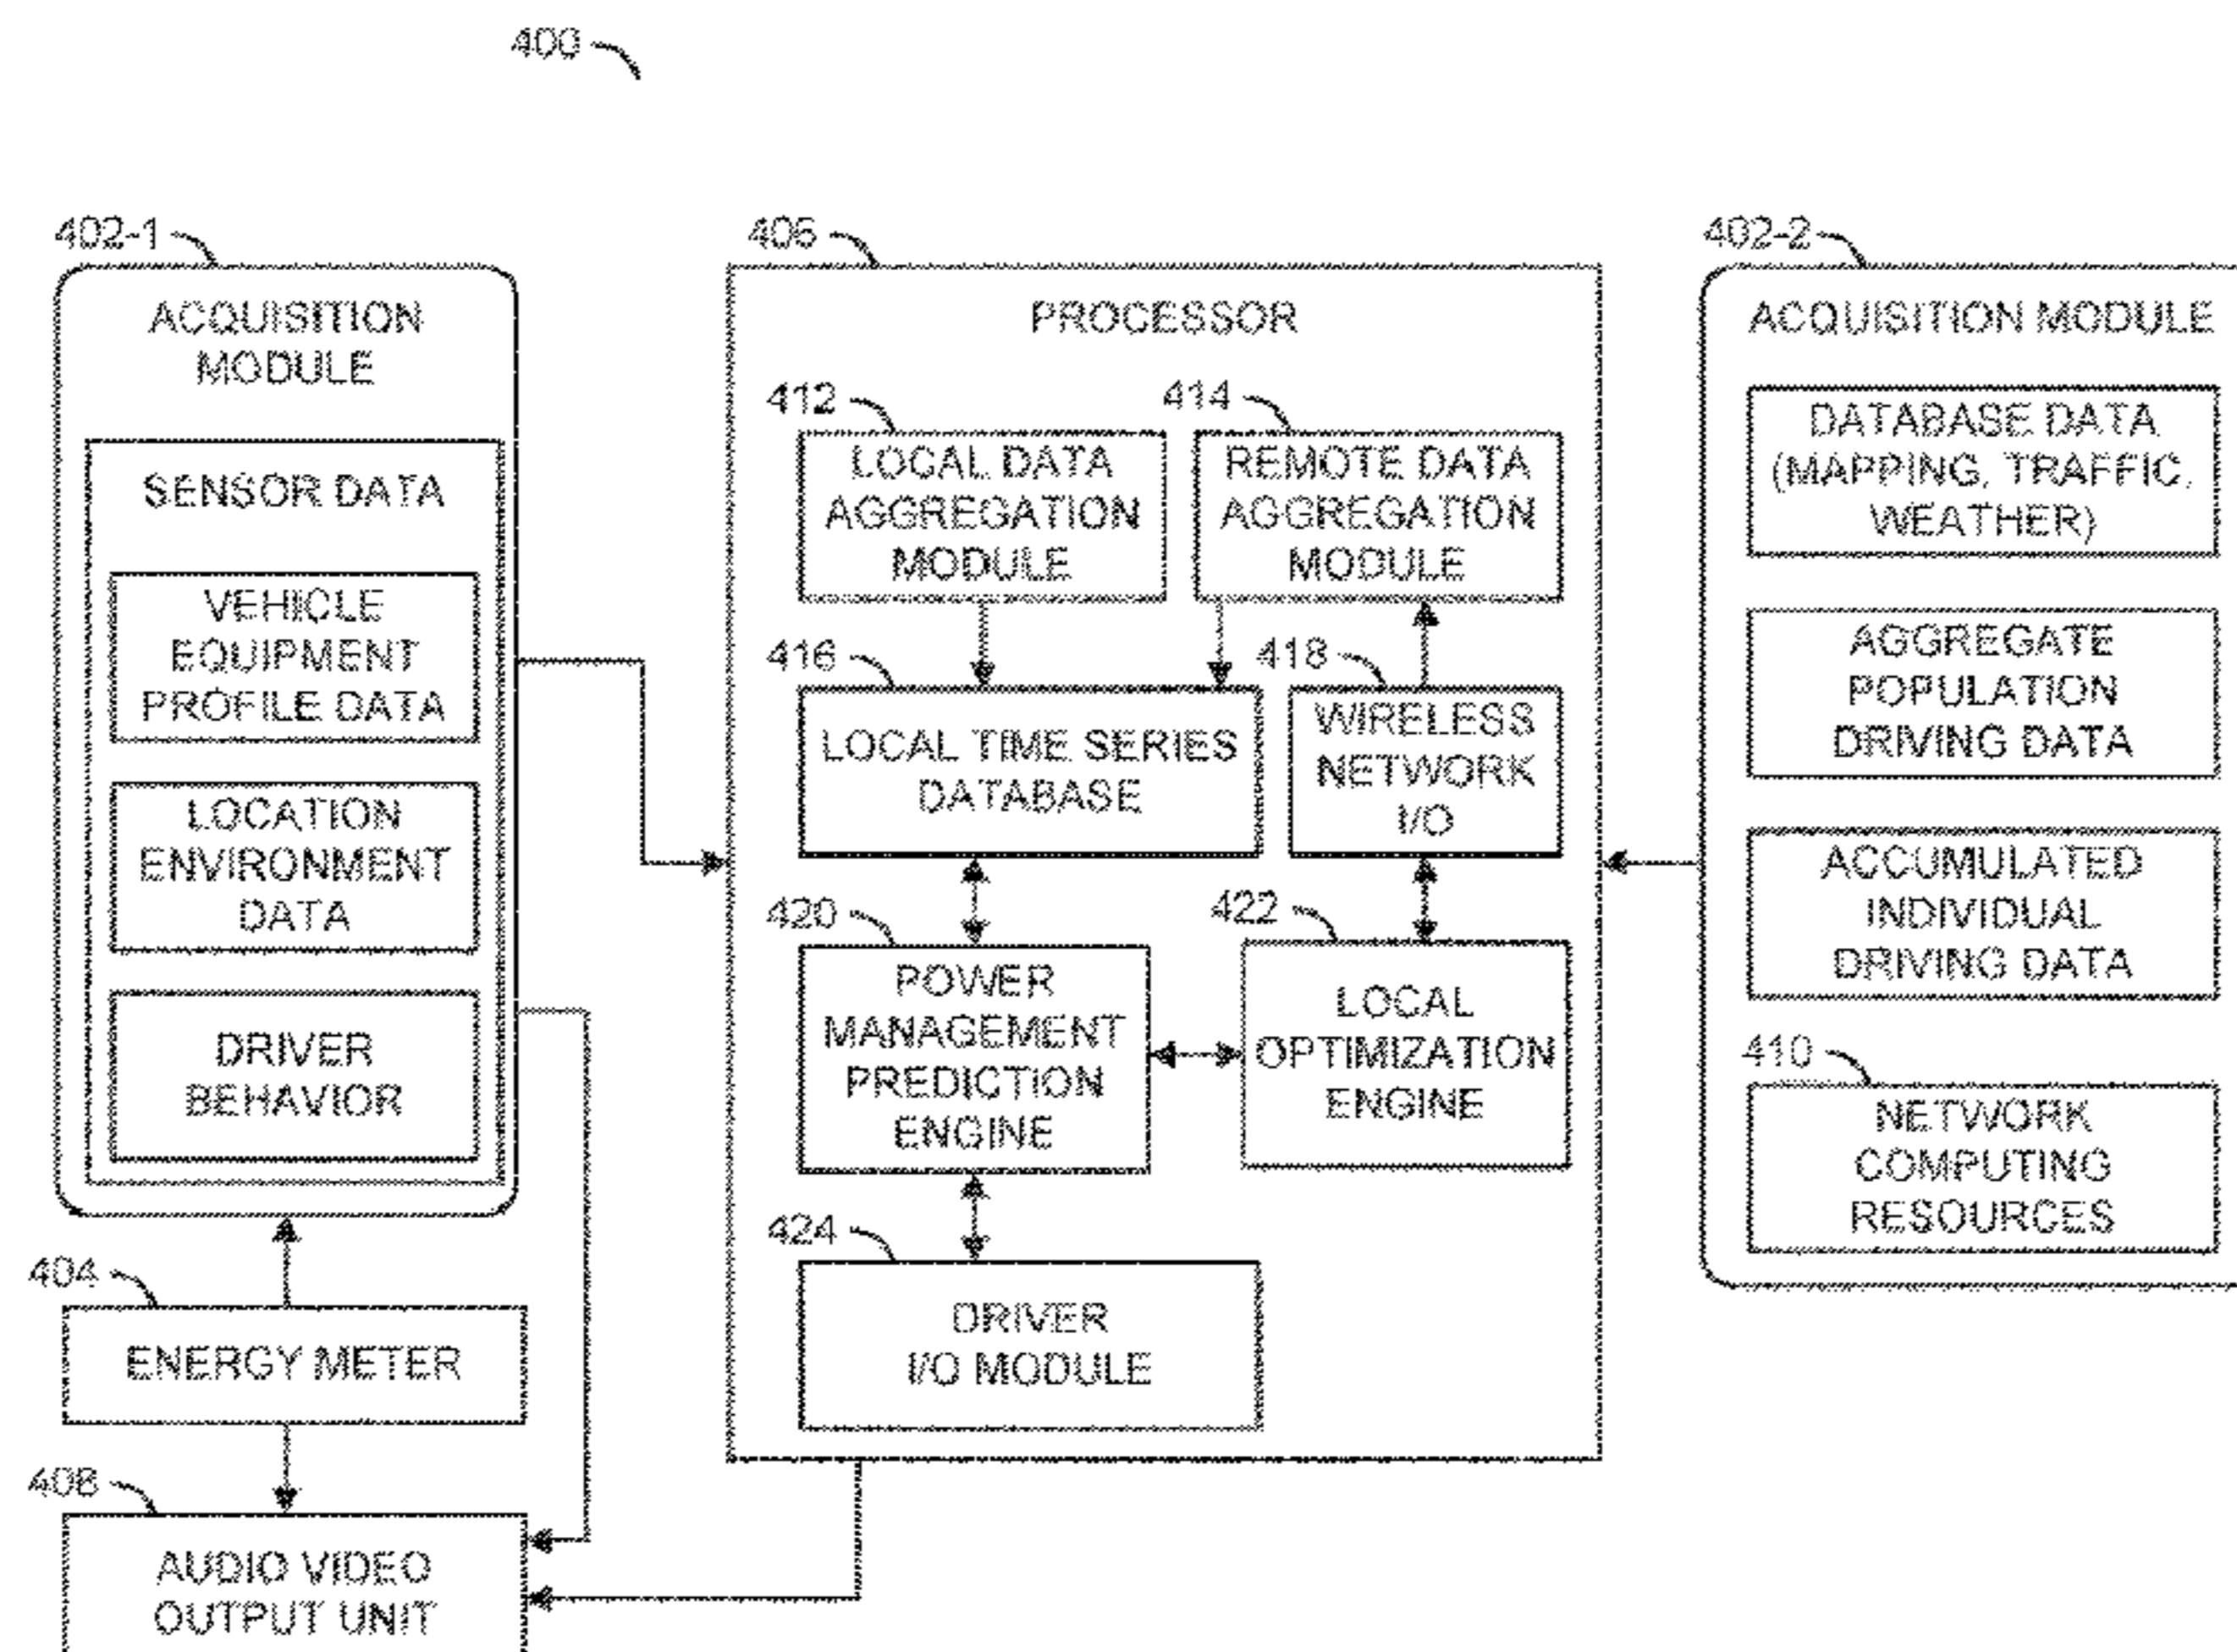 400
402-1
ACQUISITION
MODULE
SENSOR DATA
VEHICLE
EQUIPMENT
PROFILE DATA
LOCATION
ENVIRONMENT
DATA
DRIVER
BEHAVIOR
404
ENERGY METER
408
AUDIO VIDEO
OUTPUT UNIT
406
PROCESSOR
412
LOCAL DATA
AGGREGATION
MODULE
414
REMOTE DATA
AGGREGATION
MODULE
416
LOCAL TIME SERIES
DATABASE
418
WIRELESS
NETWORK
I/O
420
POWER
MANAGEMENT
PREDICTION
ENGINE
422
LOCAL
OPTIMIZATION
ENGINE
424
DRIVER
I/O MODULE
402-2
ACQUISITION MODULE
DATABASE DATA
(MAPPING, TRAFFIC,
WEATHER)
AGGREGATE
POPULATION
DRIVING DATA
ACCUMULATED
INDIVIDUAL
DRIVING DATA
410
NETWORK
COMPUTING
RESOURCES